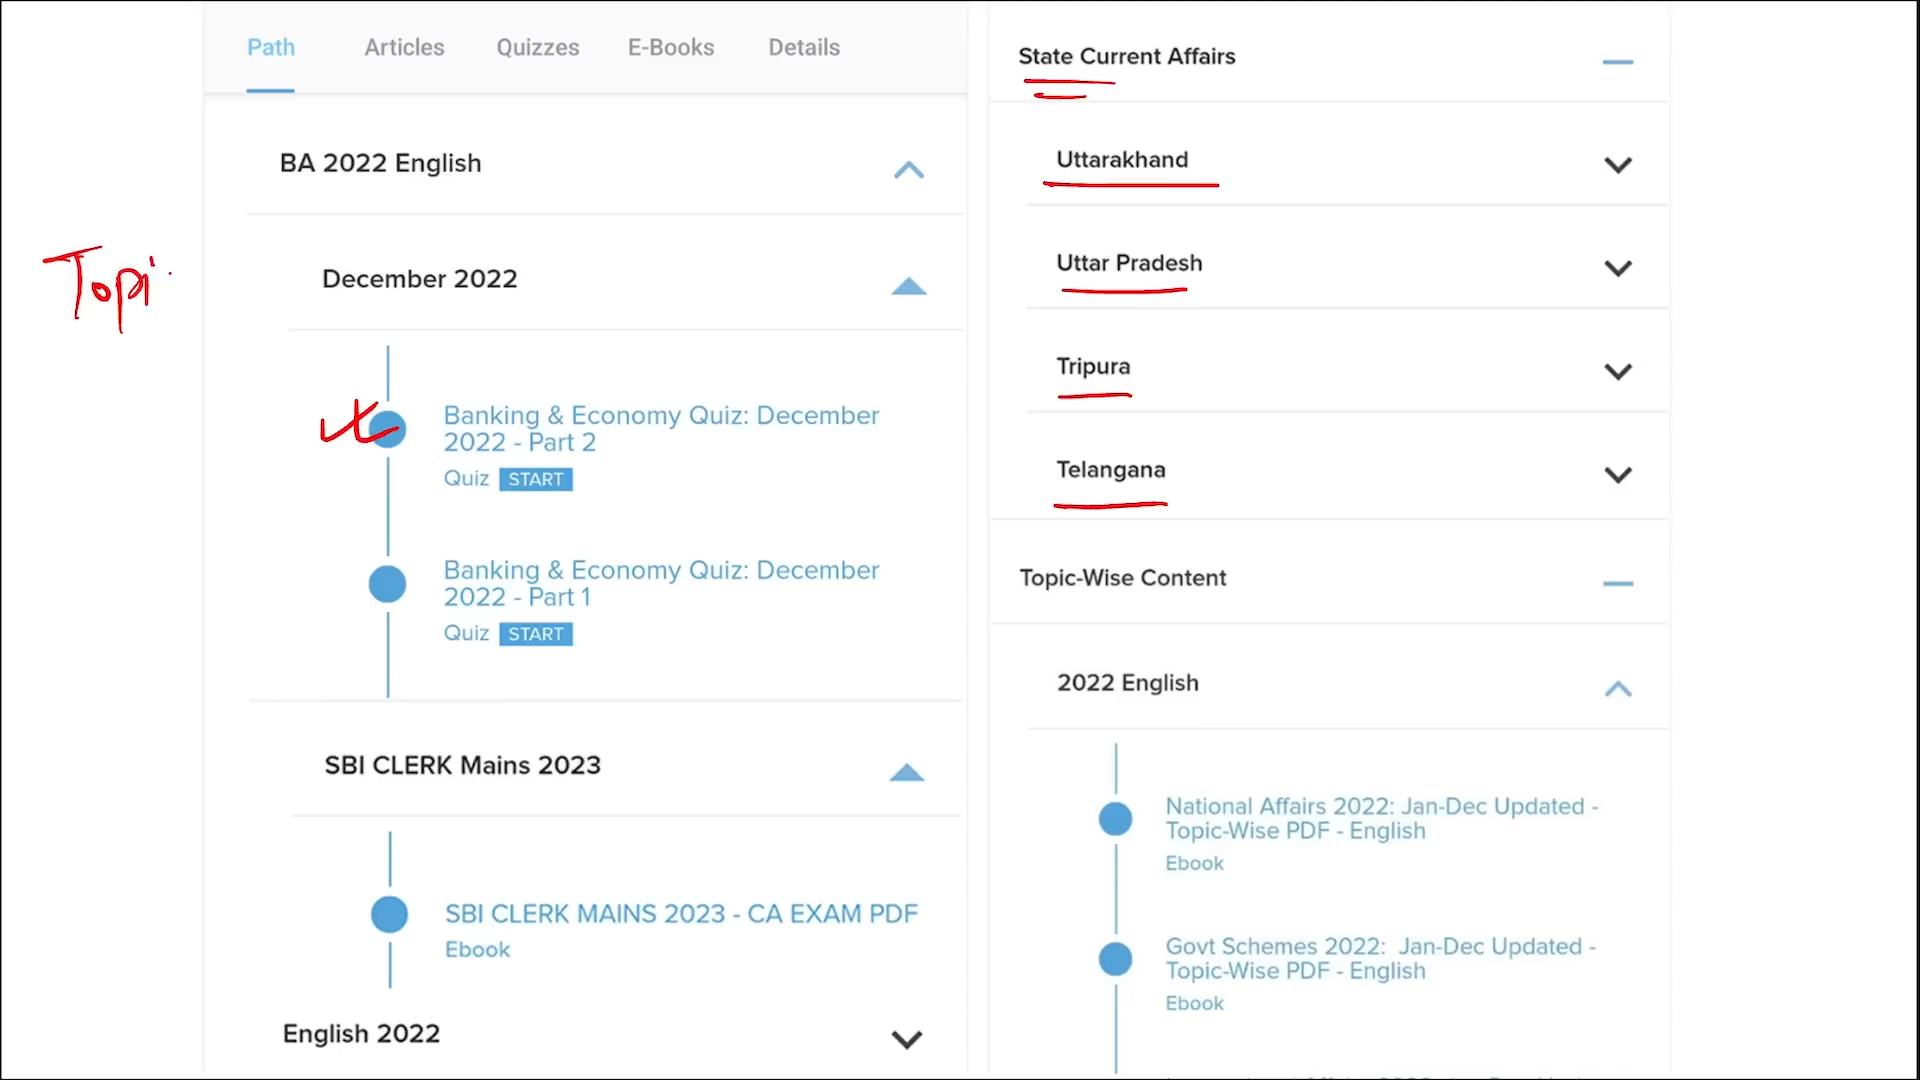 Path Articles Quizzes E-Books Details
BA 2022 English
December 2022
Banking & Economy Quiz: December
2022 - Part 2
Quiz START
Banking & Economy Quiz: December
2022 - Part 1
Quiz START
SBI CLERK Mains 2023
SBI CLERK MAINS 2023 - CA EXAM PDF
Ebook
English 2022
Topi
State Current Affairs
Uttarakhand
Uttar Pradesh
Tripura
Telangana
Topic-Wise Content
2022 English
National Affairs 2022: Jan-Dec Updated -
Topic-Wise PDF - English
Ebook
Govt Schemes 2022: Jan-Dec Updated -
Topic-Wise PDF - English
Ebook